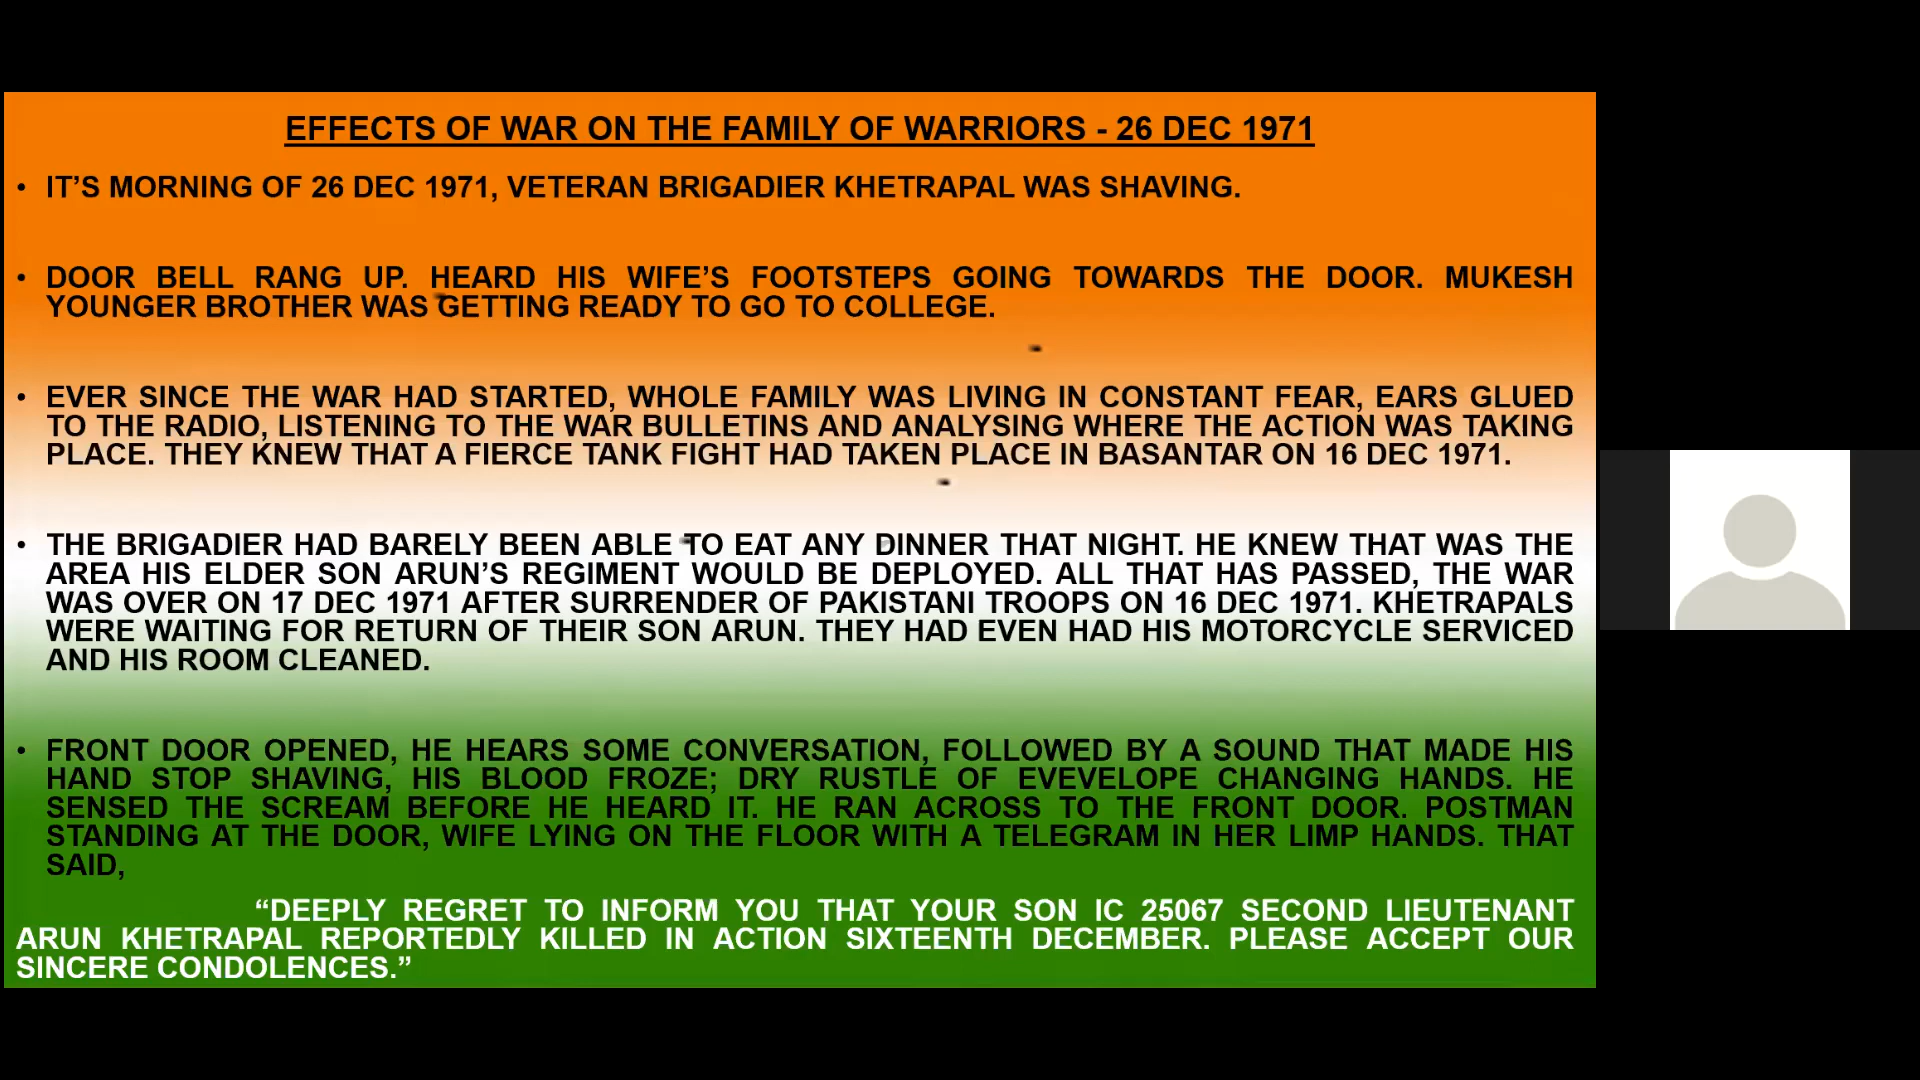 EFFECTS OF WAR ON THE FAMILY OF WARRIORS - 26 DEC 1971
• IT’S MORNING OF 26 DEC 1971, VETERAN BRIGADIER KHETRAPAL WAS SHAVING.
• DOOR BELL RANG UP. HEARD HIS WIFE’S FOOTSTEPS GOING TOWARDS THE DOOR. MUKESH
YOUNGER BROTHER WAS GETTING READY TO GO TO COLLEGE.
• EVER SINCE THE WAR HAD STARTED, WHOLE FAMILY WAS LIVING IN CONSTANT FEAR, EARS GLUED
TO THE RADIO, LISTENING TO THE WAR BULLETINS AND ANALYSING WHERE THE ACTION WAS TAKING
PLACE. THEY KNEW THAT A FIERCE TANK FIGHT HAD TAKEN PLACE IN BASANTAR ON 16 DEC 1971.
• THE BRIGADIER HAD BARELY BEEN ABLE TO EAT ANY DINNER THAT NIGHT. HE KNEW THAT WAS THE
AREA HIS ELDER SON ARUN’S REGIMENT WOULD BE DEPLOYED. ALL THAT HAS PASSED, THE WAR
WAS OVER ON 17 DEC 1971 AFTER SURRENDER OF PAKISTANI TROOPS ON 16 DEC 1971. KHETRAPALS
WERE WAITING FOR RETURN OF THEIR SON ARUN. THEY HAD EVEN HAD HIS MOTORCYCLE SERVICED
AND HIS ROOM CLEANED.
• FRONT DOOR OPENED, HE HEARS SOME CONVERSATION, FOLLOWED BY A SOUND THAT MADE HIS
HAND STOP SHAVING, HIS BLOOD FROZE; DRY RUSTLE OF EVEVELOPE CHANGING HANDS. HE
SENSED THE SCREAM BEFORE HE HEARD IT. HE RAN ACROSS TO THE FRONT DOOR. POSTMAN
STANDING AT THE DOOR, WIFE LYING ON THE FLOOR WITH A TELEGRAM IN HER LIMP HANDS. THAT
SAID,
“DEEPLY REGRET TO INFORM YOU THAT YOUR SON IC 25067 SECOND LIEUTENANT
ARUN KHETRAPAL REPORTEDLY KILLED IN ACTION SIXTEENTH DECEMBER. PLEASE ACCEPT OUR
SINCERE CONDOLENCES.”